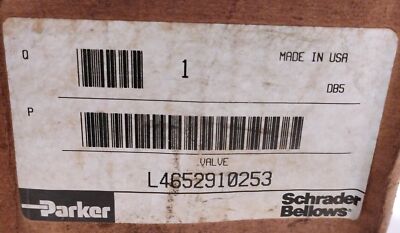 Q
1
MADE IN USA
DB5
P
VALVE
L4652910253
Parker
Schrader
Bellows